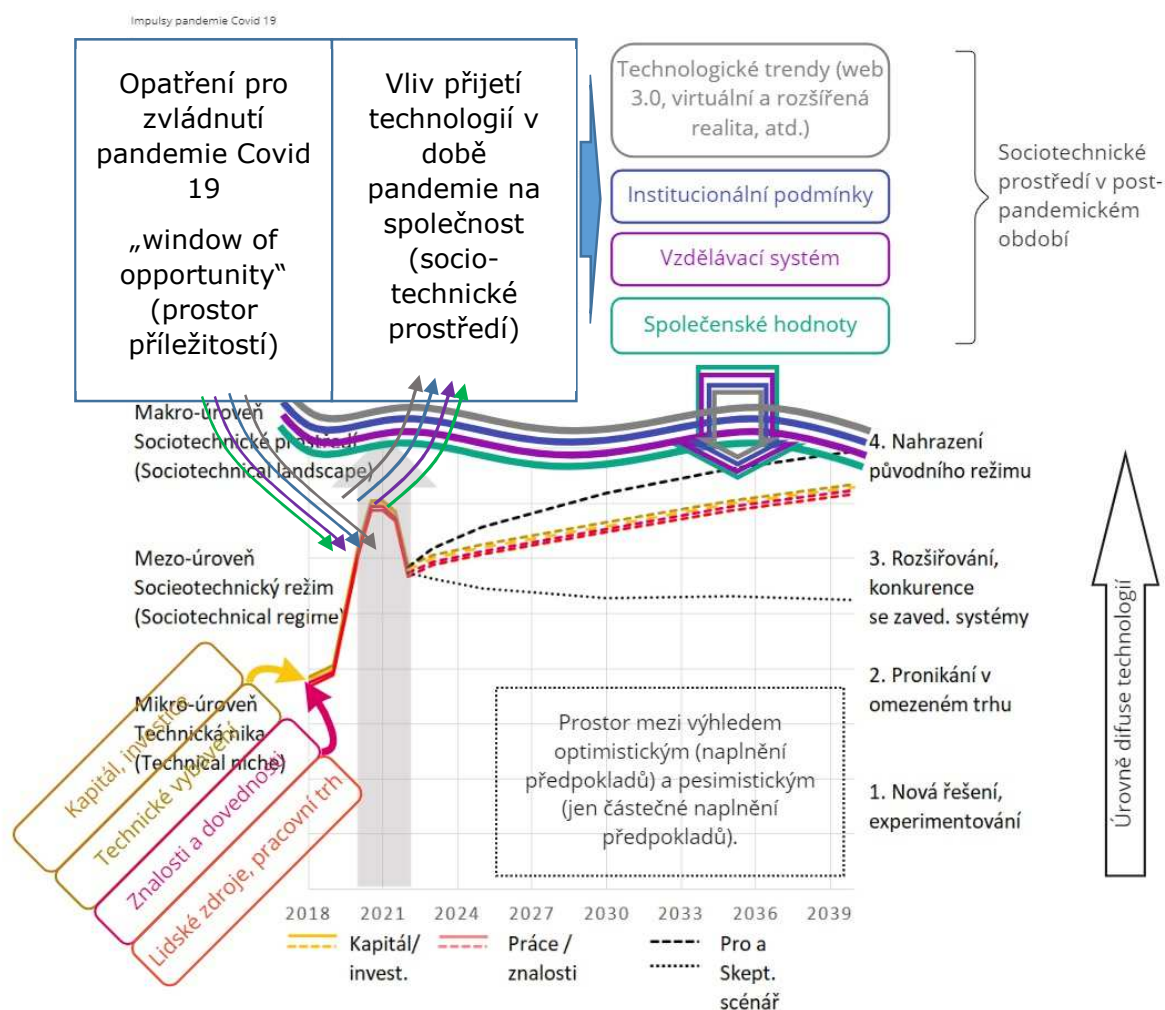 Impulsy pandemie Covid 19
Opatření pro
zvládnutí
pandemie Covid
19
„window of
opportunity“
(prostor
příležitostí)
Vliv přijetí
technologií v
době
pandemie na
společnost
(socio-
technické
prostředí)
Technologické trendy (web
3.0, virtuální a rozšířená
realita, atd.)
Institucionální podmínky
Vzdělávací systém
Společenské hodnoty
Sociotechnické
prostředí v post-
pandemickém
období
Makro-úroveň
Sociotechnické prostředí
(Sociotechnical landscape)
Mezo-úroveň
Socieotechnický režim
(Sociotechnical regime)
Mikro-úroveň
Technická nika
(Technical niche)
Kapitál, investice
Technické vybavení
Znalosti a dovednosti
Lidské zdroje, pracovní trh
4. Nahrazení
původního režimu
3. Rozšiřování,
konkurence
se zaved. systémy
2. Pronikání v
omezeném trhu
1. Nová řešení,
experimentování
Úrovně difuse technologií
Prostor mezi výhledem
optimistickým (naplnění
předpokladů) a pesimistickým
(jen částečné naplnění
předpokladů).
2018 2021 2024 2027 2030 2033 2036 2039
Kapitál/
invest.
Práce /
znalosti
Pro a
Skept.
scénář